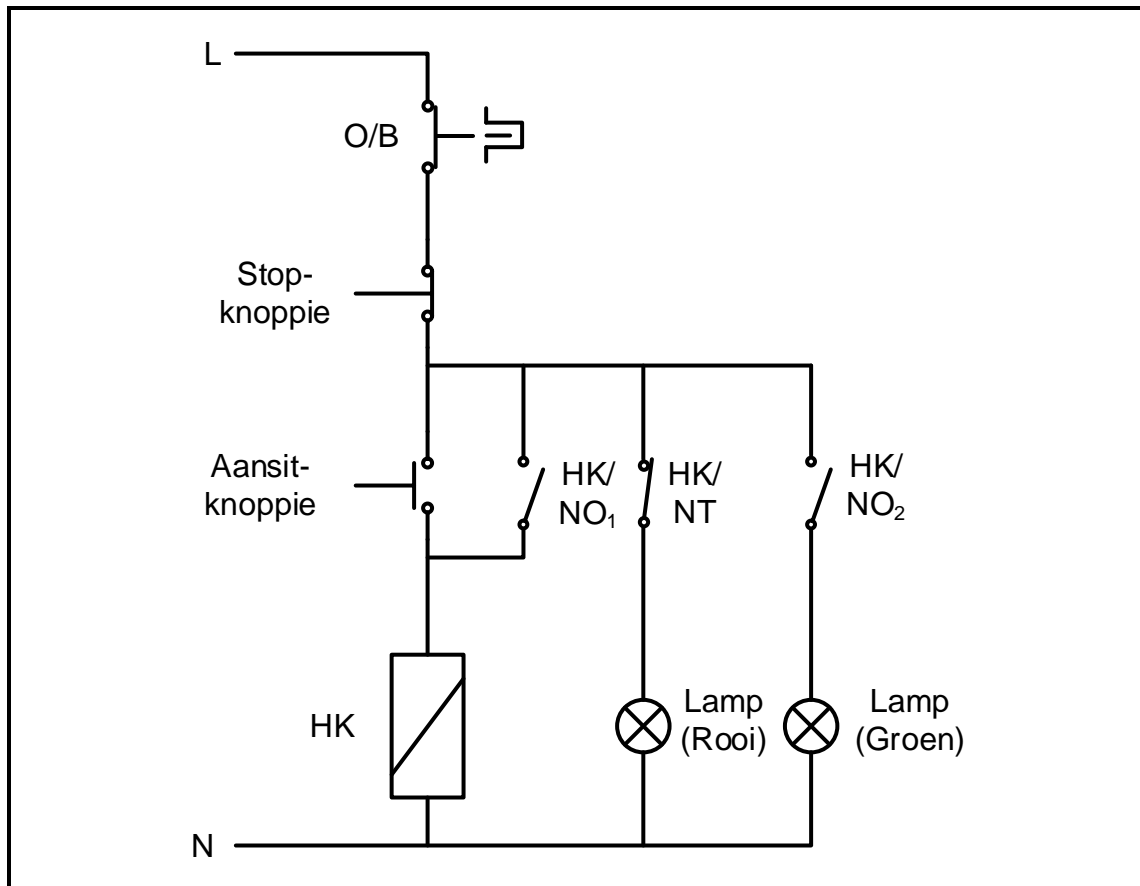 L
O/B
Stop-
knoppie
Aansit-
knoppie
HK/
NO₁
HK/
NT
HK/
NO₂
HK
Lamp
(Rooi)
Lamp
(Groen)
N